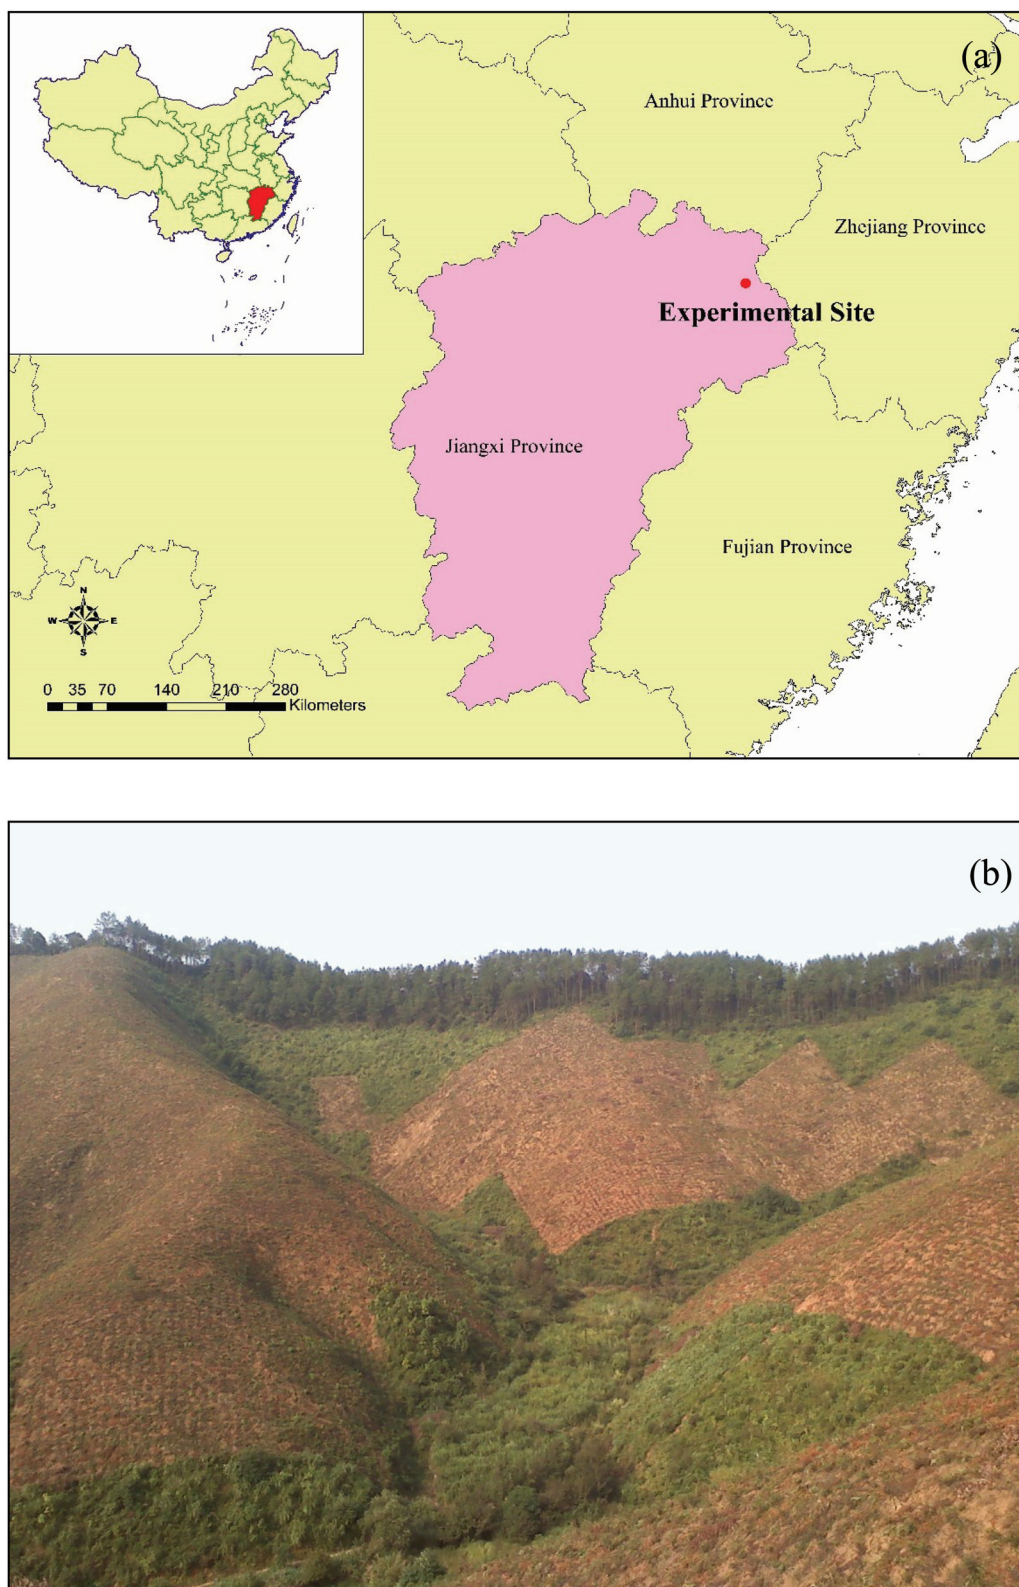 (a)
Anhui Province
Zhejiang Province
Experimental Site
Jiangxi Province
Fujian Province
N
W E
S
0 35 70 140 210 280
Kilometers
(b)